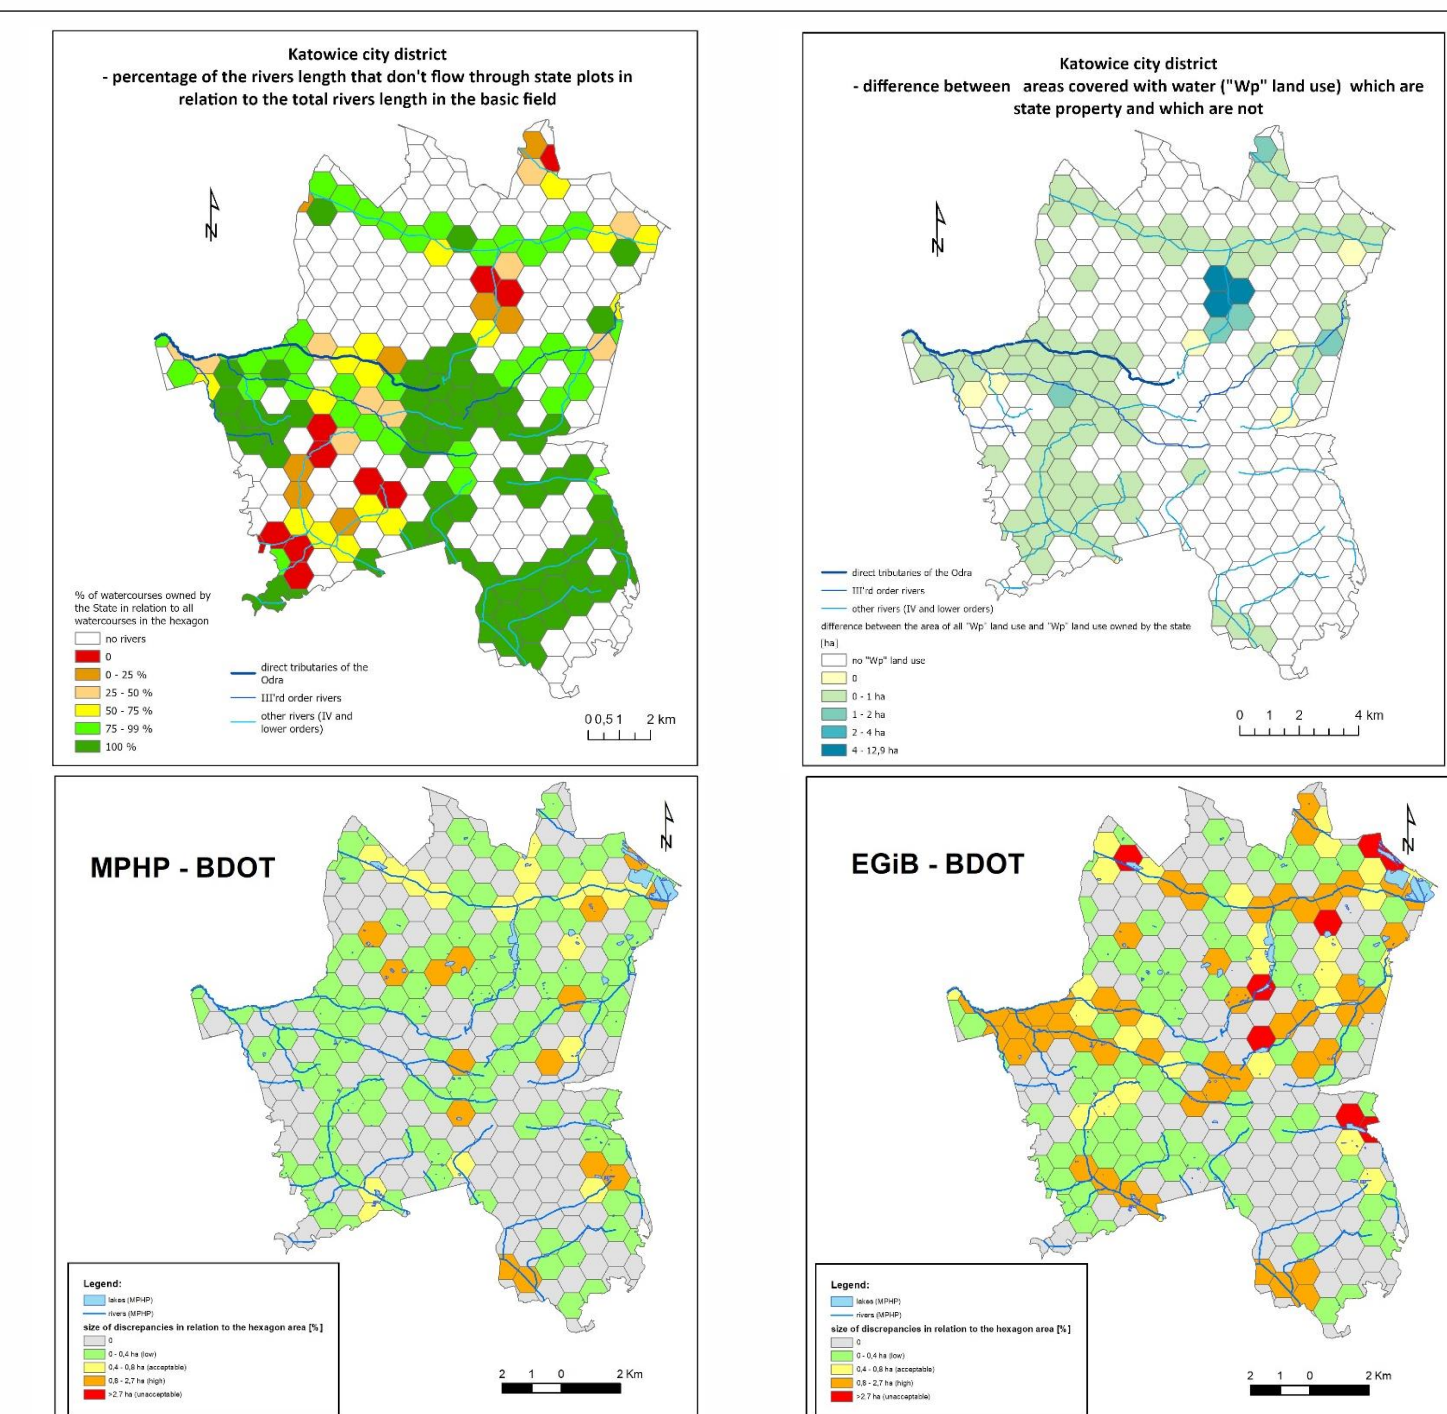 Katowice city district
- percentage of the rivers length that don't flow through state plots in
relation to the total rivers length in the basic field
N
% of watercourses owned by
the State in relation to all
watercourses in the hexagon
no rivers
0
0 - 25 %
25 - 50 %
50 - 75 %
75 - 99 %
100 %
direct tributaries of the
Odra
III'rd order rivers
other rivers (IV and
lower orders)
0 0,5 1 2 km
Katowice city district
- difference between areas covered with water ("Wp" land use) which are
state property and which are not
N
direct tributaries of the Odra
III'rd order rivers
other rivers (IV and lower orders)
difference between the area of all "Wp" land use and "Wp" land use owned by the state
[ha]
no "Wp" land use
0
0 - 1 ha
1 - 2 ha
2 - 4 ha
4 - 12,9 ha
0 1 2 4 km
MPHP - BDOT
N
Legend:
lakes (MPHP)
rivers (MPHP)
size of discrepancies in relation to the hexagon area [%]
0
0 - 0,4 ha (low)
0,4 - 0,8 ha (acceptable)
0,8 - 2,7 ha (high)
>2.7 ha (unacceptable)
2 1 0 2 Km
EGiB - BDOT
N
Legend:
lakes (MPHP)
rivers (MPHP)
size of discrepancies in relation to the hexagon area [%]
0
0 - 0,4 ha (low)
0,4 - 0,8 ha (acceptable)
0,8 - 2,7 ha (high)
>2.7 ha (unacceptable)
2 1 0 2 Km